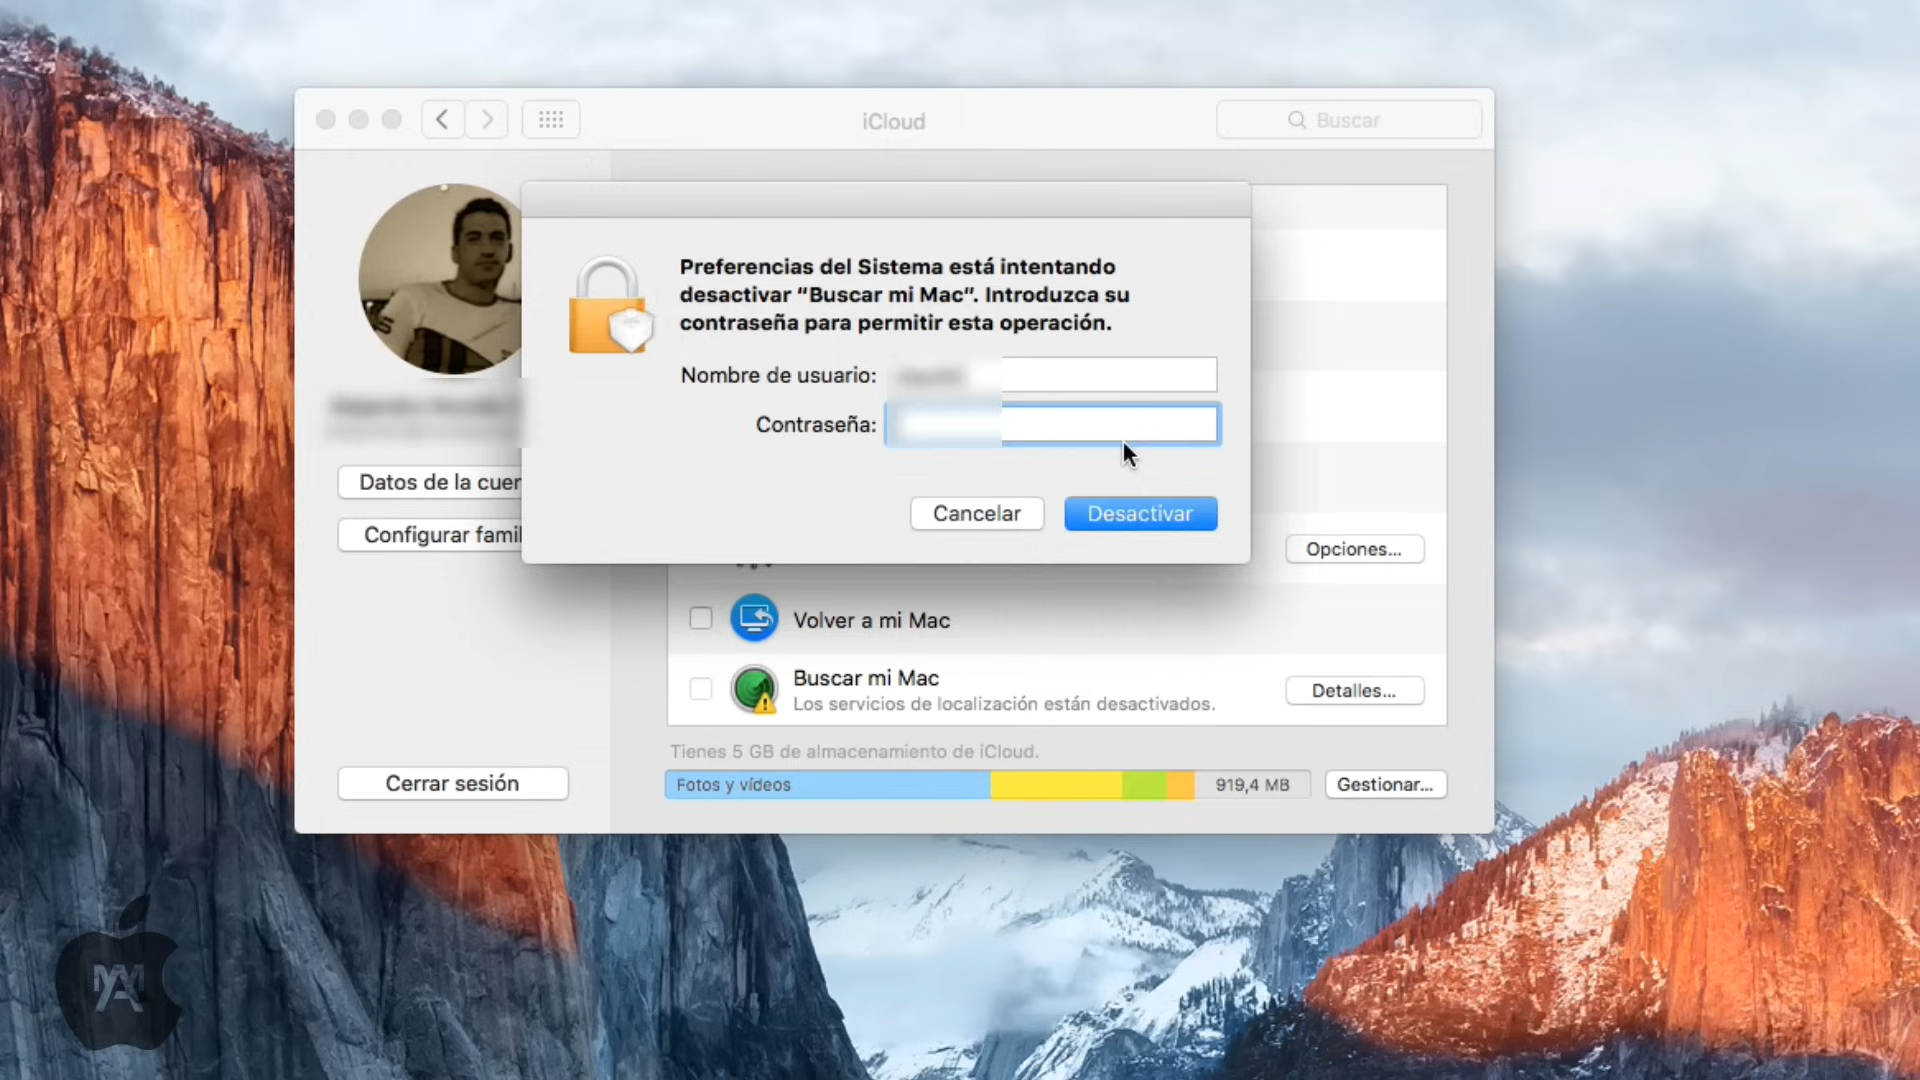 iCloud
Buscar
Preferencias del Sistema está intentando
desactivar “Buscar mi Mac”. Introduzca su
contraseña para permitir esta operación.
Nombre de usuario:
Contraseña:
Cancelar
Desactivar
Datos de la cuen
Configurar famil
Opciones...
Volver a mi Mac
Buscar mi Mac
Los servicios de localización están desactivados.
Detalles...
Tienes 5 GB de almacenamiento de iCloud.
Cerrar sesión
Fotos y vídeos
919,4 MB
Gestionar...